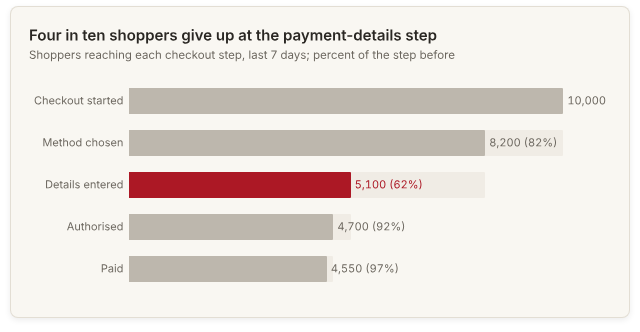 Four in ten shoppers give up at the payment-details step
Shoppers reaching each checkout step, last 7 days; percent of the step before
Checkout started 10,000
Method chosen 8,200 (82%)
Details entered 5,100 (62%)
Authorised 4,700 (92%)
Paid 4,550 (97%)